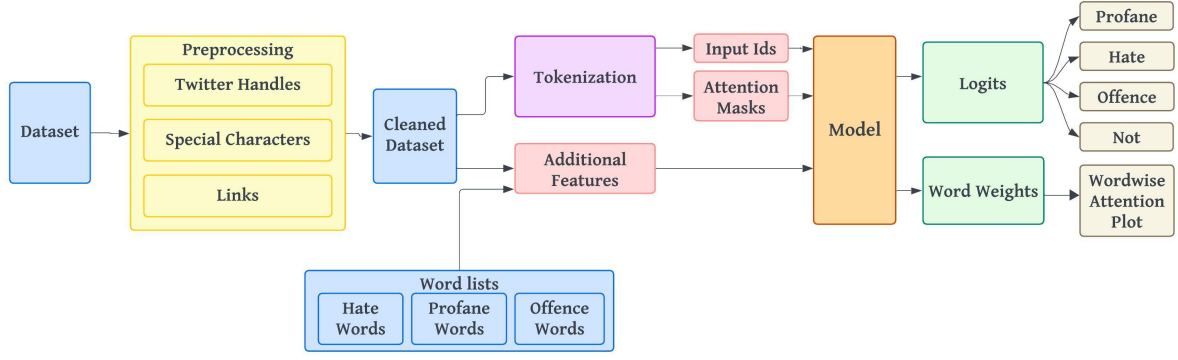 Dataset
Preprocessing
Twitter Handles
Special Characters
Links
Cleaned
Dataset
Tokenization
Additional
Features
Input Ids
Attention
Masks
Model
Logits
Word Weights
Profane
Hate
Offence
Not
Wordwise
Attention
Plot
Word lists
Hate
Words
Profane
Words
Offence
Words